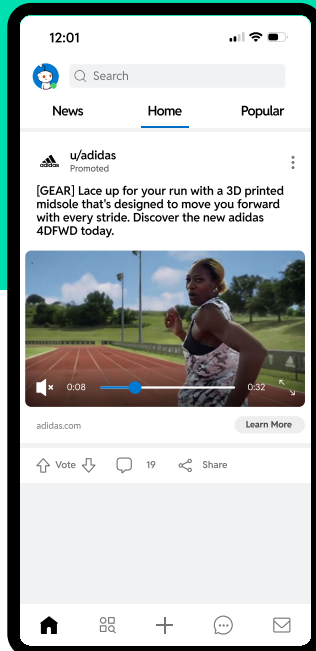 12:01
Search
News Home Popular
adidas
u/adidas
Promoted
[GEAR] Lace up for your run with a 3D printed
midsole that's designed to move you forward
with every stride. Discover the new adidas
4DFWD today.
0:08 0:32
adidas.com Learn More
Vote 19 Share